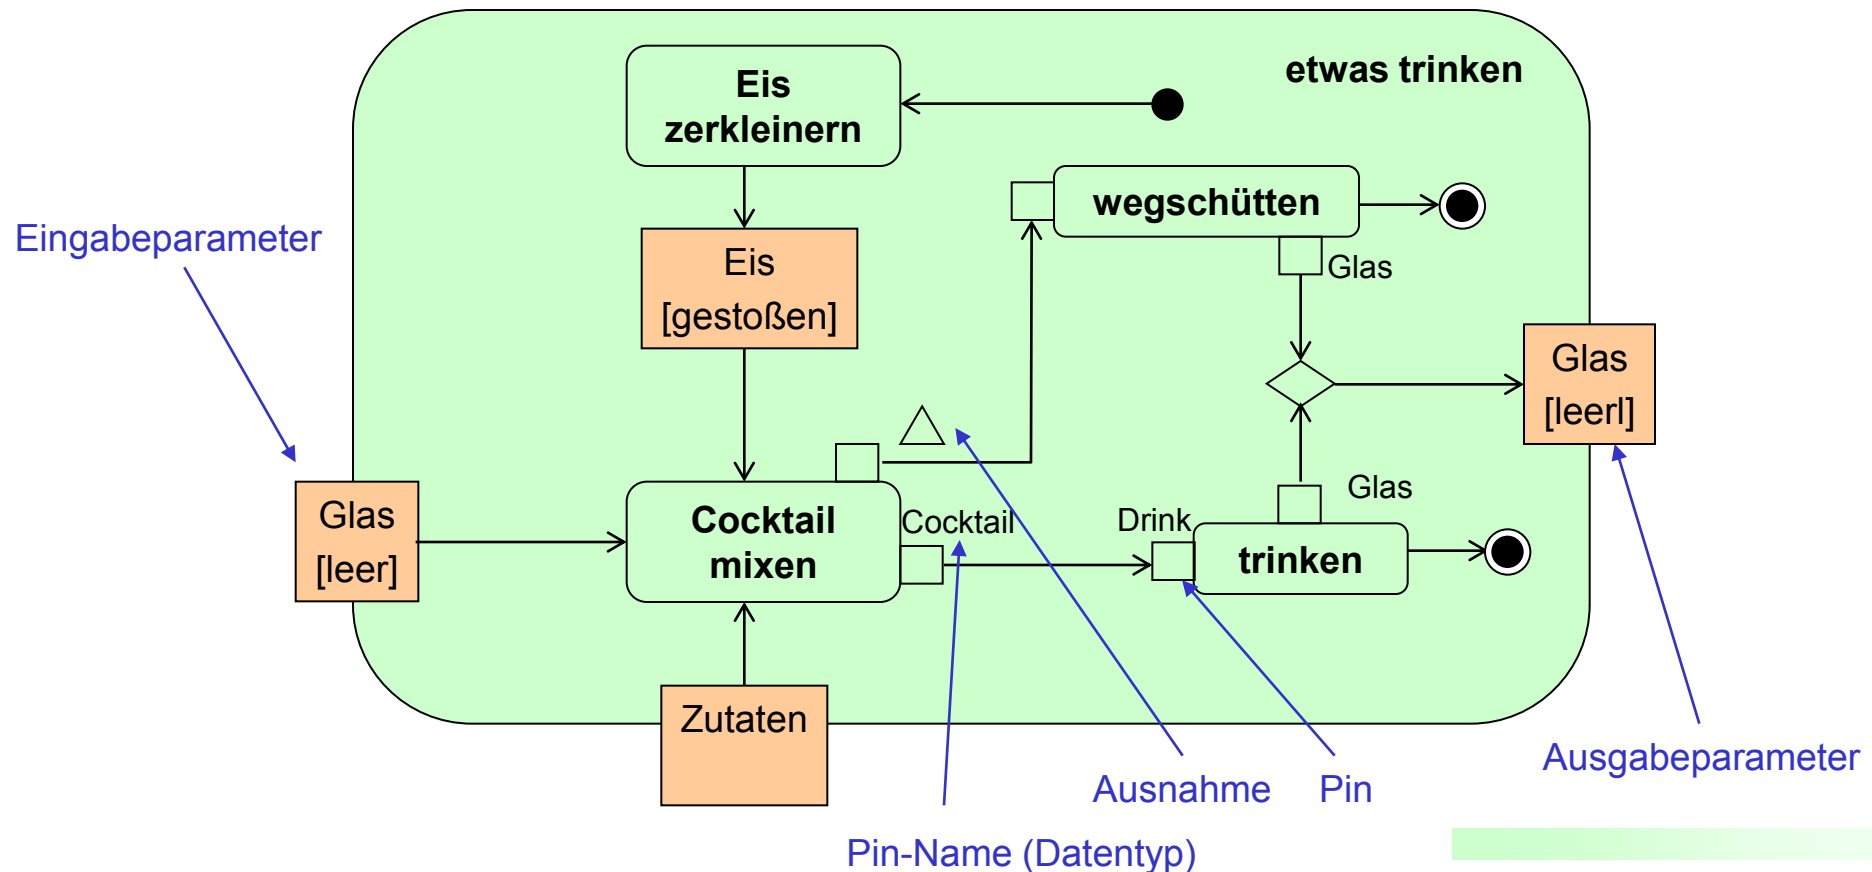 etwas trinken
Eis
zerkleinern
wegschütten
Eingabeparameter
Eis
[gestoßen]
Glas
Glas
[leerl]
Glas
[leer]
Cocktail
mixen
Cocktail
Drink
Glas
trinken
Zutaten
Ausnahme
Pin
Ausgabeparameter
Pin-Name (Datentyp)